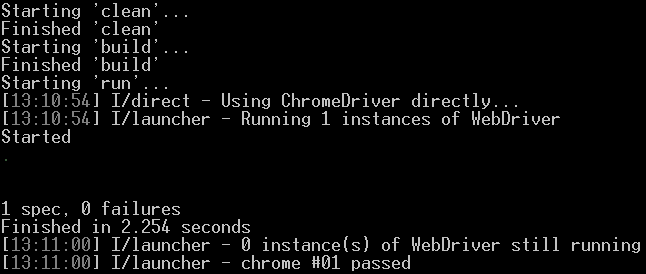 Starting 'clean'...
Finished 'clean'
Starting 'build'...
Finished 'build'
Starting 'run'...
[13:10:54] I/direct - Using ChromeDriver directly...
[13:10:54] I/launcher - Running 1 instances of WebDriver
Started
.
1 spec, 0 failures
Finished in 2.254 seconds
[13:11:00] I/launcher - 0 instance(s) of WebDriver still running
[13:11:00] I/launcher - chrome #01 passed